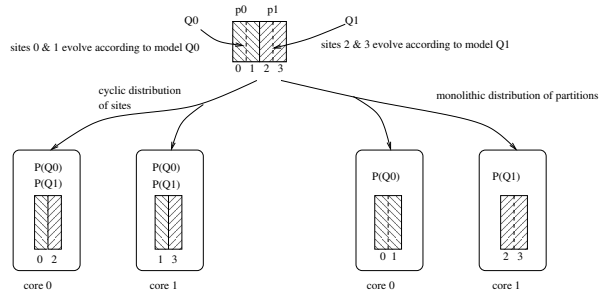 p0 p1
Q0 Q1
sites 0 & 1 evolve according to model Q0
sites 2 & 3 evolve according to model Q1
0 1 2 3
cyclic distribution
of sites
monolithic distribution of partitions
P(Q0)
P(Q1)
0 2
core 0
P(Q0)
P(Q1)
1 3
core 1
P(Q0)
0 1
core 0
P(Q1)
2 3
core 1